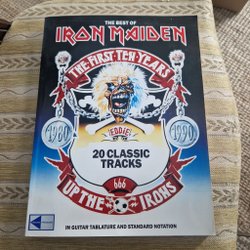 THE BEST OF
IRON MAIDEN
THE·FIRST·TEN·YEARS
EDDIE
1980
1990
20 CLASSIC
TRACKS
666
UP THE IRONS
IN GUITAR TABLATURE AND STANDARD NOTATION